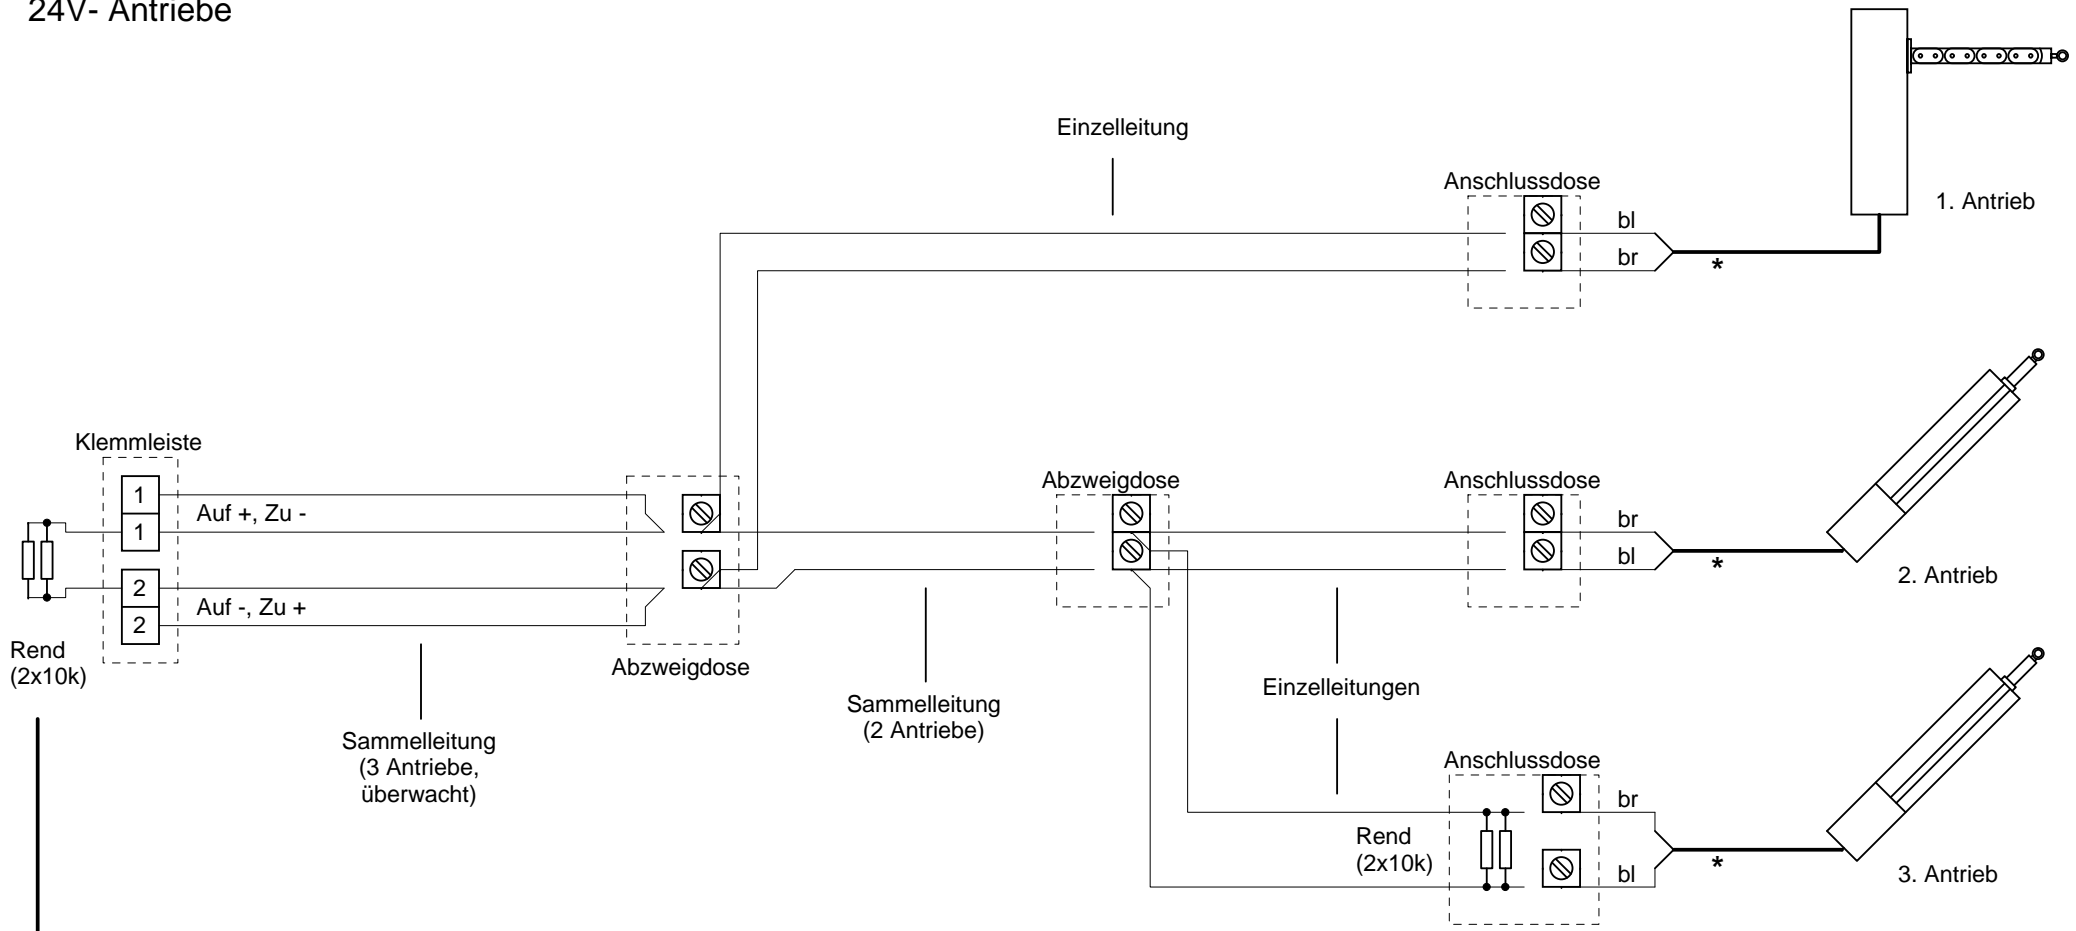 24V- Antriebe
Einzelleitung
Anschlussdose
bl
br
*
1. Antrieb
Klemmleiste
1
1
2
2
Auf +, Zu -
Auf -, Zu +
Rend
(2x10k)
Sammelleitung
(3 Antriebe,
überwacht)
Abzweigdose
Sammelleitung
(2 Antriebe)
Abzweigdose
Anschlussdose
br
bl
*
2. Antrieb
Einzelleitungen
Anschlussdose
Rend
(2x10k)
br
bl
*
3. Antrieb